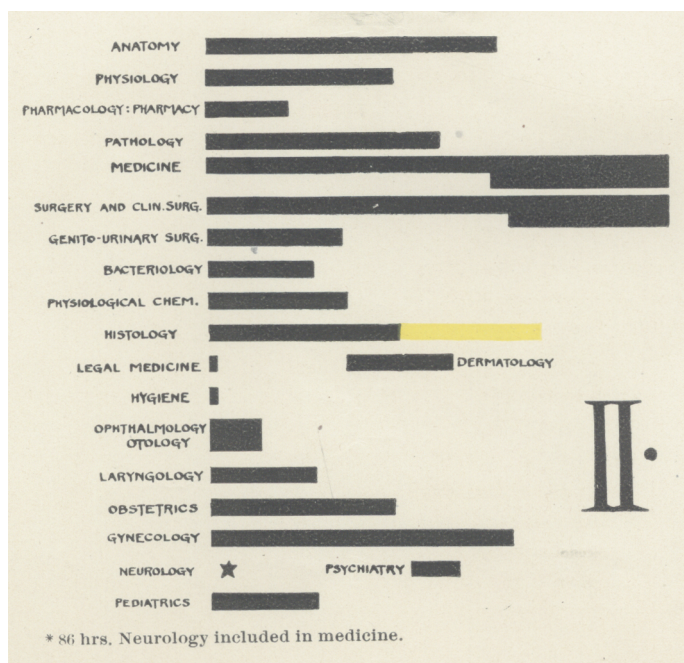 ANATOMY
PHYSIOLOGY
PHARMACOLOGY: PHARMACY
PATHOLOGY
MEDICINE
SURGERY AND CLIN. SURG.
GENITO-URINARY SURG.
BACTERIOLOGY
PHYSIOLOGICAL CHEM.
HISTOLOGY
LEGAL MEDICINE DERMATOLOGY
HYGIENE
OPHTHALMOLOGY
OTOLOGY
II.
LARYNGOLOGY
OBSTETRICS
GYNECOLOGY
NEUROLOGY ★ PSYCHIATRY
PEDIATRICS
* 86 hrs. Neurology included in medicine.